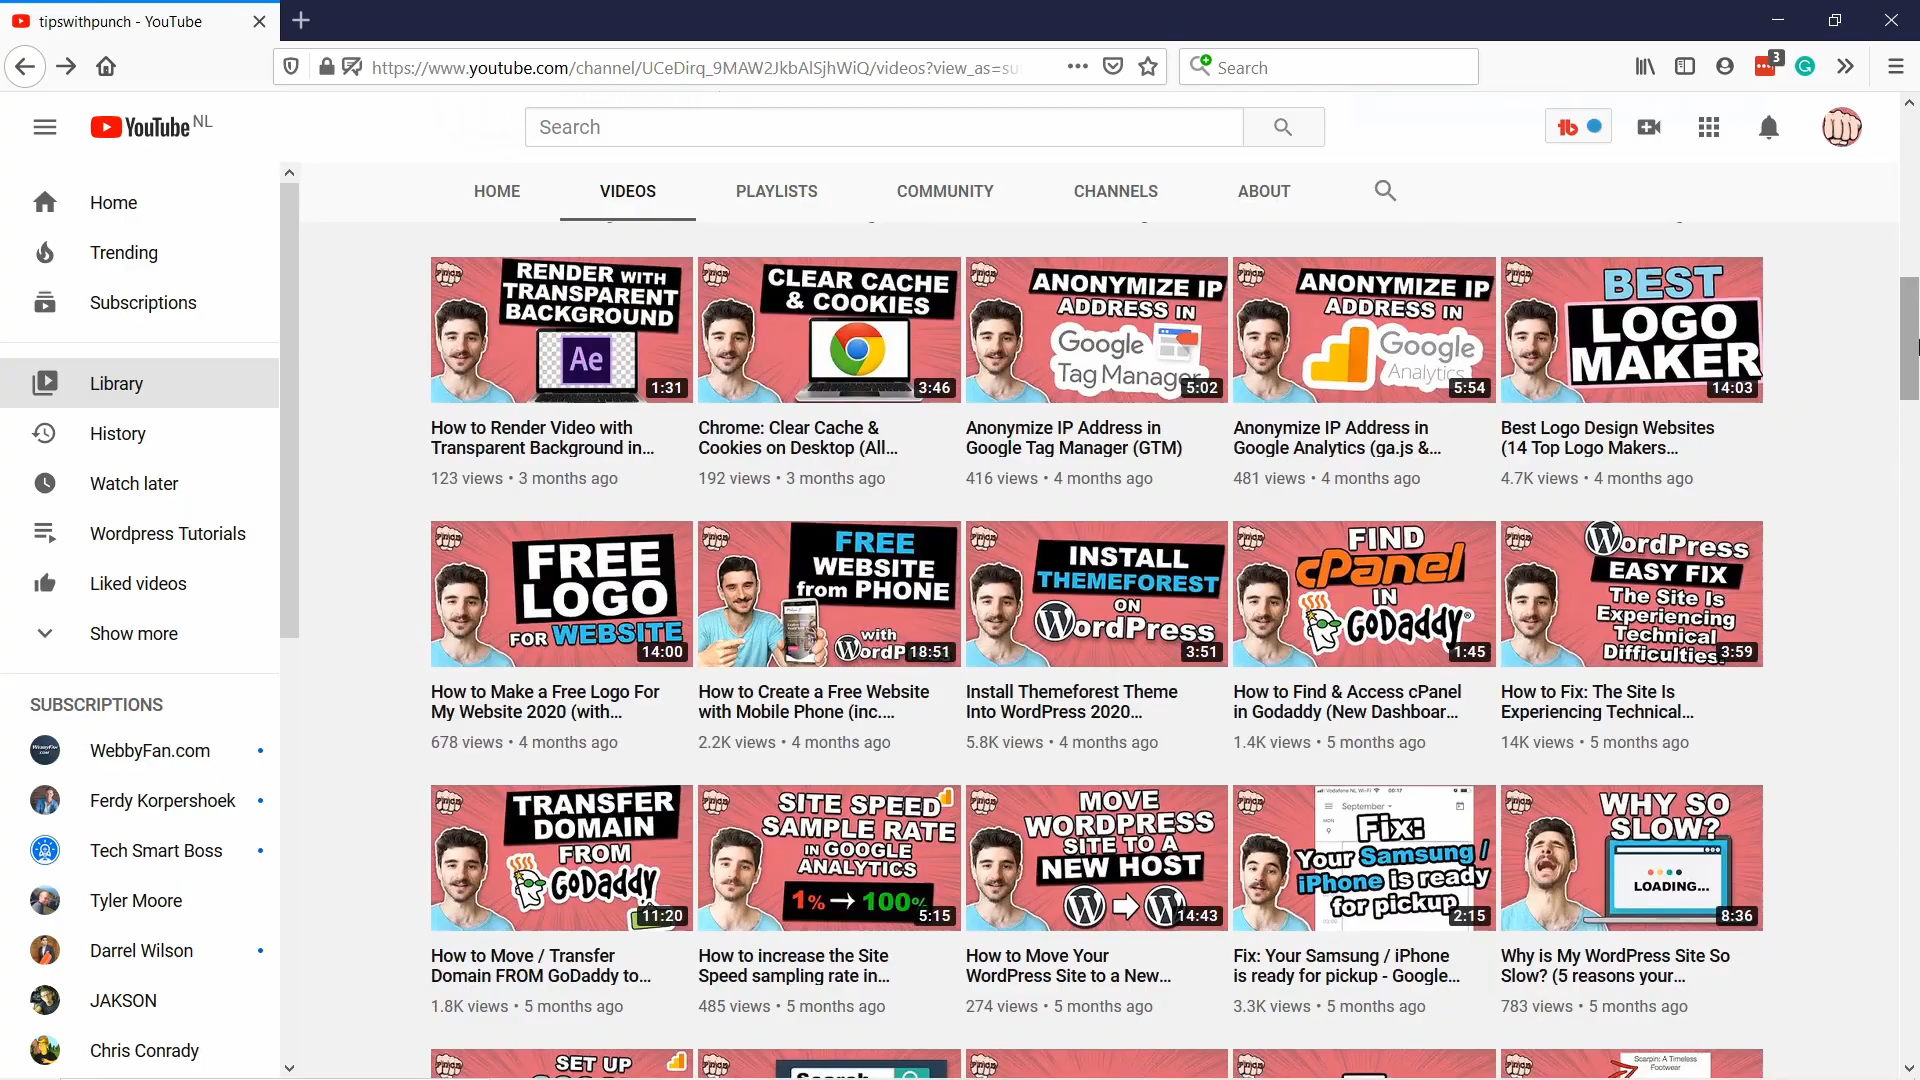 tipswithpunch - YouTube
https://www.youtube.com/channel/UCeDirq_9MAW2JkbAlSjhWiQ/videos?view_as=su
Search
3
YouTube NL
Search
HOME
VIDEOS
PLAYLISTS
COMMUNITY
CHANNELS
ABOUT
Home
Trending
Subscriptions
Library
History
Watch later
Wordpress Tutorials
Liked videos
Show more
SUBSCRIPTIONS
WebbyFan.com
Ferdy Korpershoek
Tech Smart Boss
Tyler Moore
Darrel Wilson
JAKSON
Chris Conrady
RENDER WITH
TRANSPARENT
BACKGROUND
Ae
1:31
How to Render Video with
Transparent Background in...
123 views • 3 months ago
CLEAR CACHE
& COOKIES
3:46
Chrome: Clear Cache &
Cookies on Desktop (All...
192 views • 3 months ago
ANONYMIZE IP
ADDRESS IN
Google
Tag Manager
5:02
Anonymize IP Address in
Google Tag Manager (GTM)
416 views • 4 months ago
ANONYMIZE IP
ADDRESS IN
Google
Analytics
5:54
Anonymize IP Address in
Google Analytics (ga.js &...
481 views • 4 months ago
BEST
LOGO
MAKER
14:03
Best Logo Design Websites
(14 Top Logo Makers...
4.7K views • 4 months ago
FREE
LOGO
FOR WEBSITE
14:00
How to Make a Free Logo For
My Website 2020 (with...
678 views • 4 months ago
FREE
WEBSITE
from PHONE
with
WordP
18:51
How to Create a Free Website
with Mobile Phone (inc....
2.2K views • 4 months ago
INSTALL
THEMEFOREST
ON
WordPress
3:51
Install Themeforest Theme
Into WordPress 2020...
5.8K views • 4 months ago
FIND
cPanel
IN
GoDaddy
1:45
How to Find & Access cPanel
in Godaddy (New Dashboar...
1.4K views • 5 months ago
WordPress
EASY FIX
The Site Is
Experiencing
Technical
Difficulties
3:59
How to Fix: The Site Is
Experiencing Technical...
14K views • 5 months ago
TRANSFER
DOMAIN
FROM
GoDaddy
11:20
How to Move / Transfer
Domain FROM GoDaddy to...
1.8K views • 5 months ago
SITE SPEED
SAMPLE RATE
IN GOOGLE
ANALYTICS
1% → 100%
5:15
How to increase the Site
Speed sampling rate in...
485 views • 5 months ago
MOVE
WORDPRESS
SITE TO A
NEW HOST
14:43
How to Move Your
WordPress Site to a New...
274 views • 5 months ago
September
Fix:
Your Samsung /
iPhone is ready
for pickup
2:15
Fix: Your Samsung / iPhone
is ready for pickup - Google...
3.3K views • 5 months ago
WHY SO
SLOW?
LOADING...
8:36
Why is My WordPress Site So
Slow? (5 reasons your...
783 views • 5 months ago
SET UP
Search
Scarpin: A Timeless
Footwear